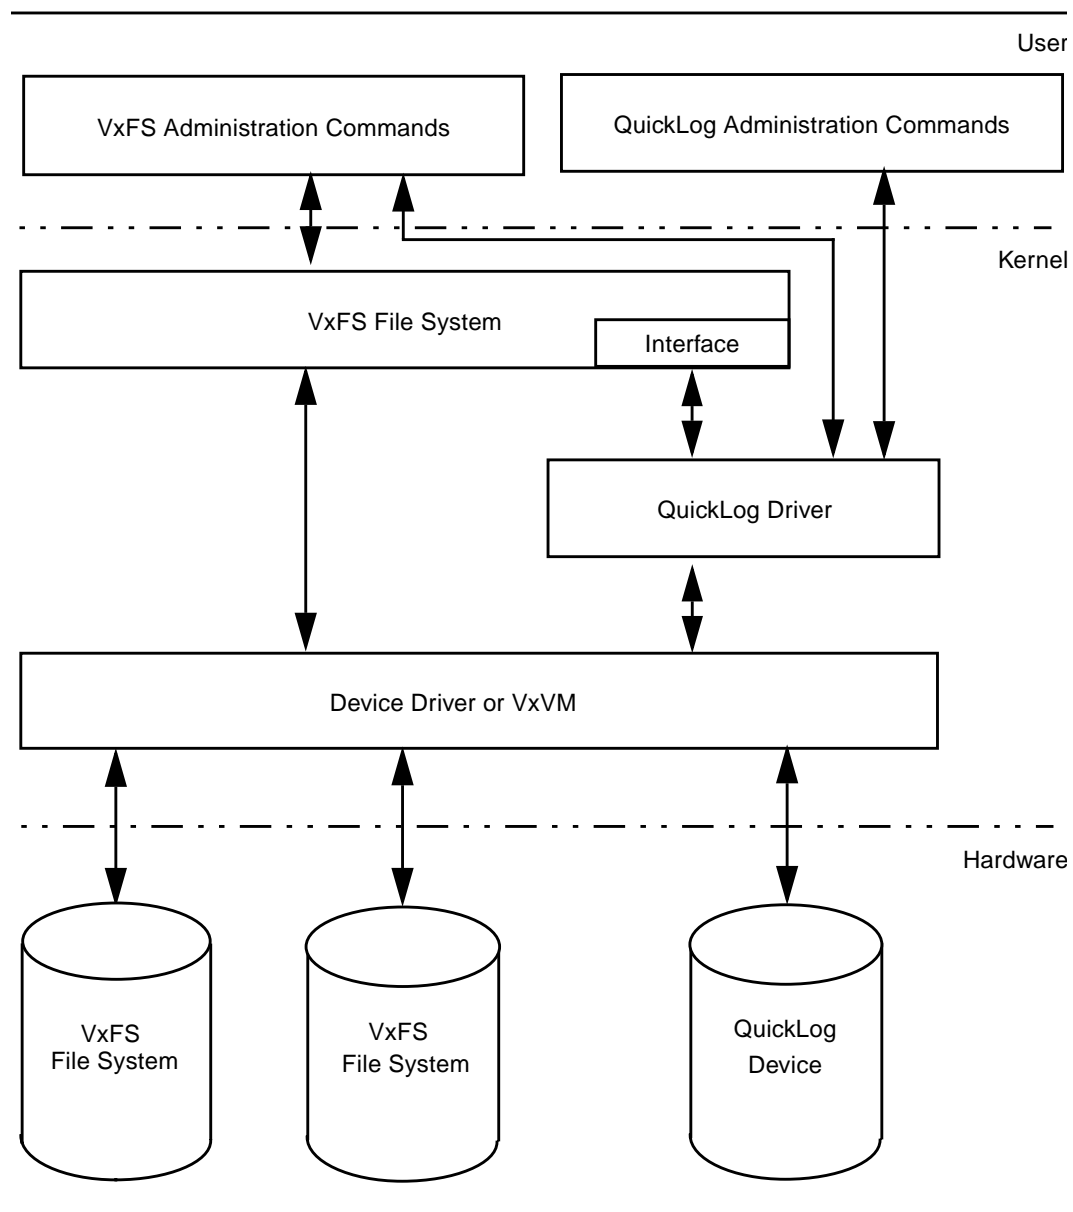 User
VxFS Administration Commands
QuickLog Administration Commands
Kernel
VxFS File System
Interface
QuickLog Driver
Device Driver or VxVM
Hardware
VxFS
File System
VxFS
File System
QuickLog
Device